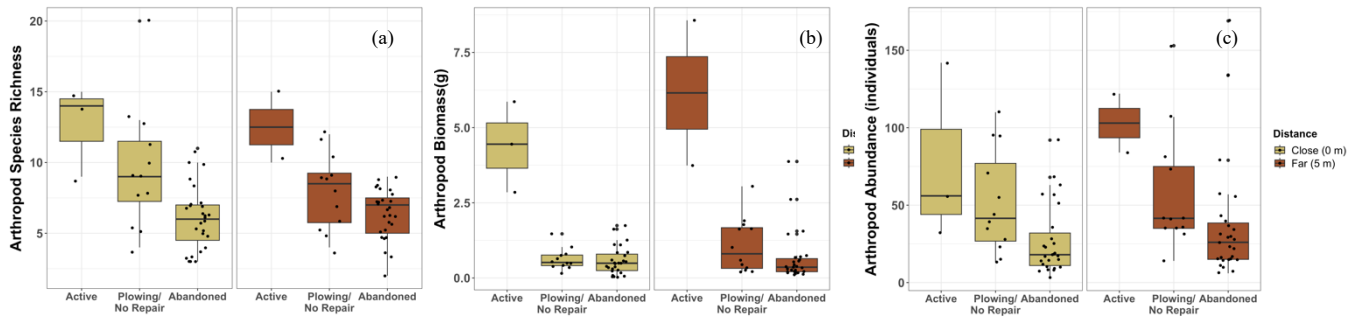 Arthropod Species Richness
20
15
10
5
(a)
Active
Plowing/
No Repair
Abandoned
Active
Plowing/
No Repair
Abandoned
Arthropod Biomass(g)
7.5
5.0
2.5
0.0
(b)
Active
Plowing/
No Repair
Abandoned
Active
Plowing/
No Repair
Abandoned
Di
Arthropod Abundance (individuals)
150
100
50
0
(c)
Active
Plowing/
No Repair
Abandoned
Active
Plowing/
No Repair
Abandoned
Distance
Close (0 m)
Far (5 m)